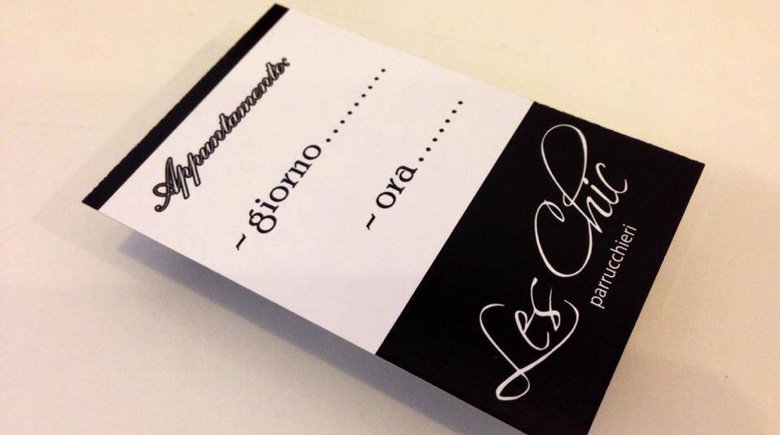 Appuntamento:
~ giorno ..........
~ ora ........
Les Chic
parrucchieri